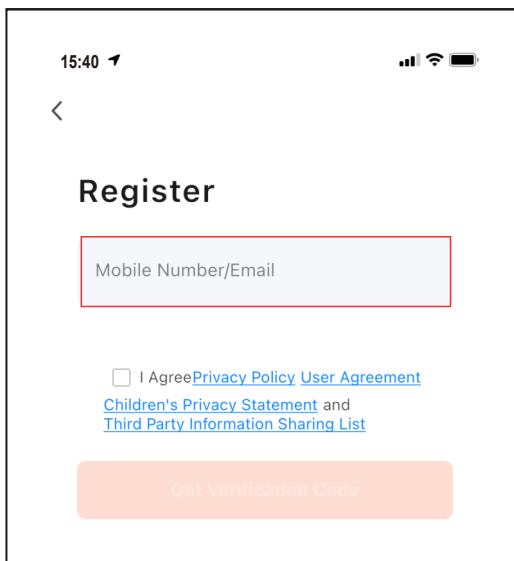 15:40
Register
Mobile Number/Email
I AgreePrivacy Policy User Agreement
Children's Privacy Statement and
Third Party Information Sharing List
Get Verification Code